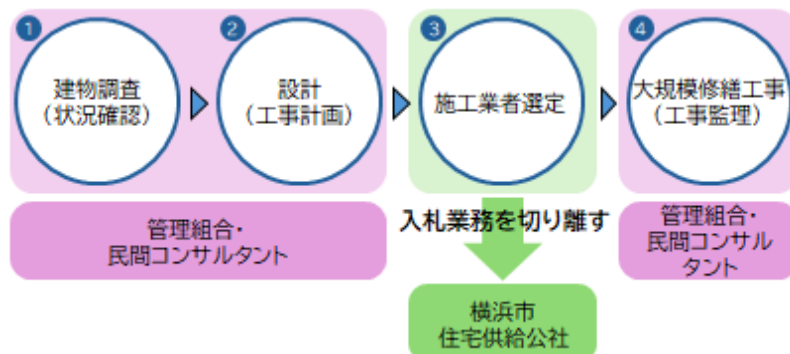 1
建物調査
（状況確認）
2
設計
（工事計画）
3
施工業者選定
4
大規模修繕工事
（工事監理）
管理組合・
民間コンサルタント
入札業務を切り離す
管理組合・
民間コンサル
タント
横浜市
住宅供給公社